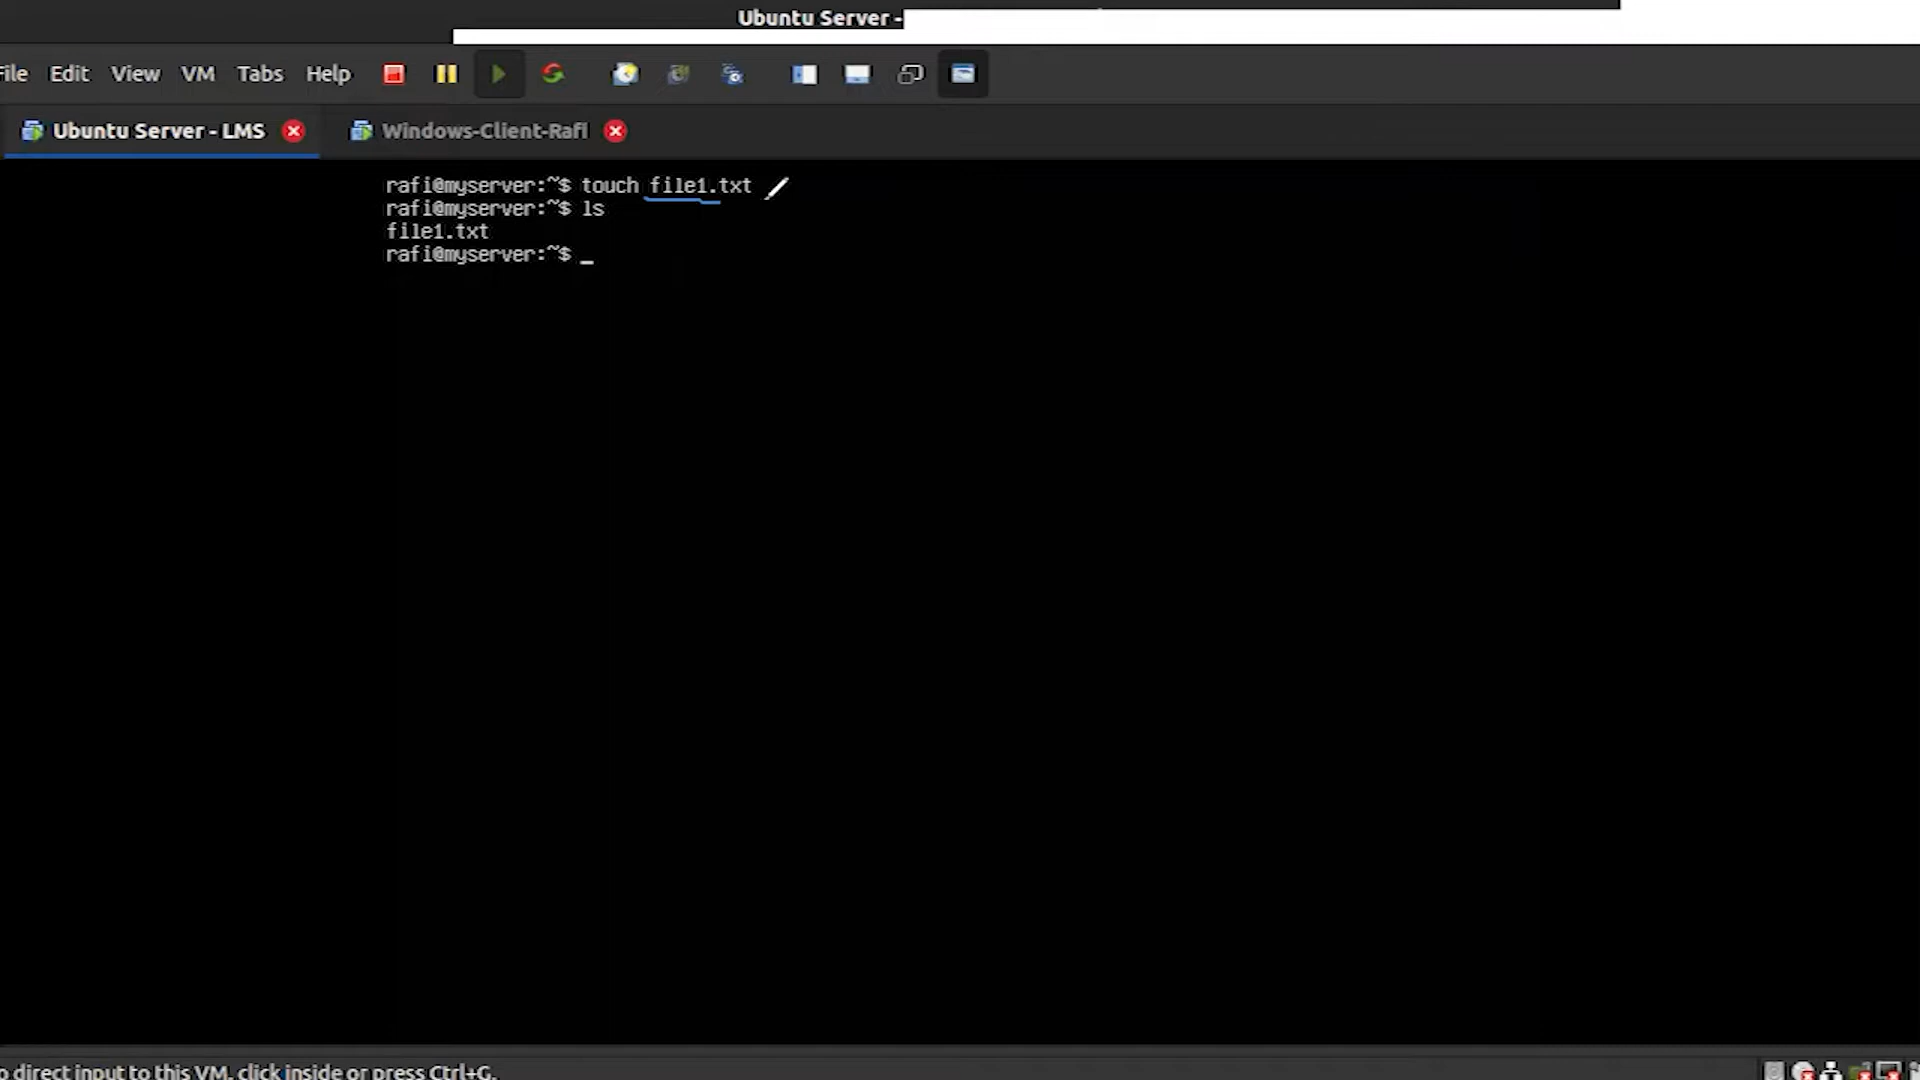 Ubuntu Server -
File Edit View VM Tabs Help
Ubuntu Server - LMS Windows-Client-Rafi
rafi@myserver:~$ touch file1.txt
rafi@myserver:~$ ls
file1.txt
rafi@myserver:~$ _
o direct input to this VM, click inside or press Ctrl+G.